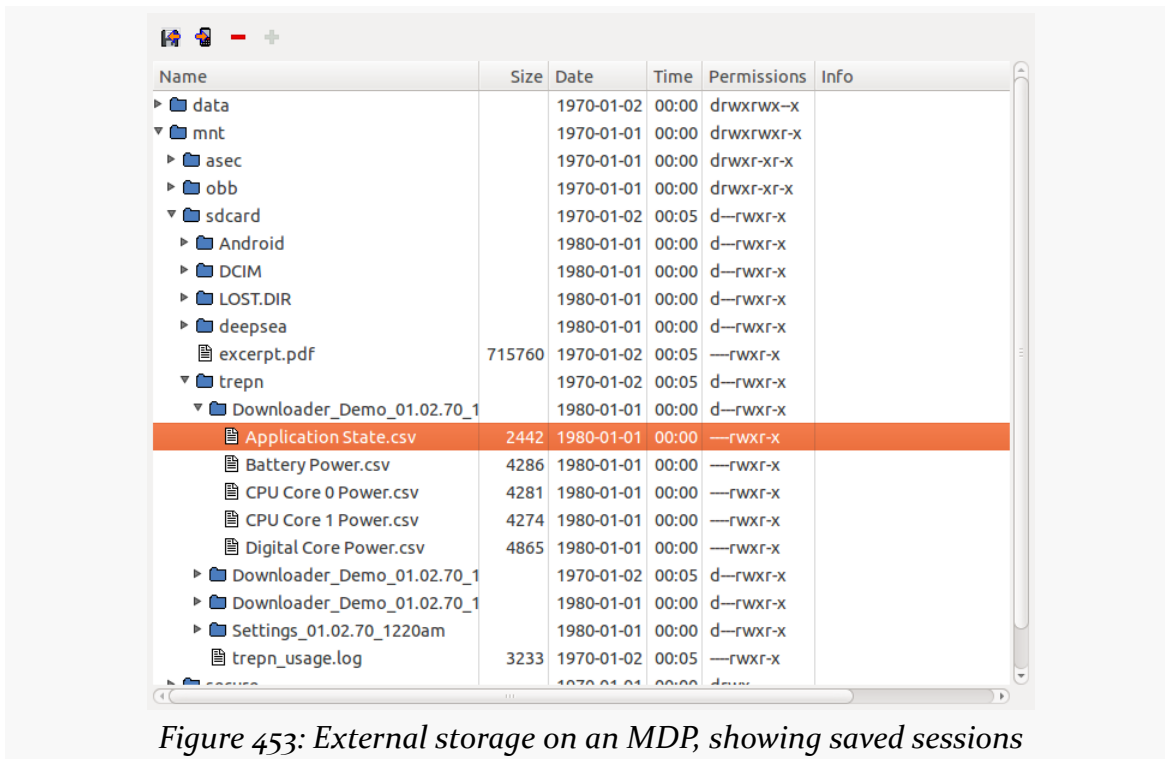 Name Size Date Time Permissions Info
data 1970-01-02 00:00 drwxrwx--x
mnt 1970-01-01 00:00 drwxrwxr-x
asec 1970-01-01 00:00 drwxr-xr-x
obb 1970-01-01 00:00 drwxr-xr-x
sdcard 1970-01-02 00:05 d---rwxr-x
Android 1980-01-01 00:00 d---rwxr-x
DCIM 1980-01-01 00:00 d---rwxr-x
LOST.DIR 1980-01-01 00:00 d---rwxr-x
deepsea 1980-01-01 00:00 d---rwxr-x
excerpt.pdf 715760 1970-01-02 00:05 ----rwxr-x
trepn 1970-01-02 00:05 d---rwxr-x
Downloader_Demo_01.02.70_1 1980-01-01 00:00 d---rwxr-x
Application State.csv 2442 1980-01-01 00:00 ----rwxr-x
Battery Power.csv 4286 1980-01-01 00:00 ----rwxr-x
CPU Core 0 Power.csv 4281 1980-01-01 00:00 ----rwxr-x
CPU Core 1 Power.csv 4274 1980-01-01 00:00 ----rwxr-x
Digital Core Power.csv 4865 1980-01-01 00:00 ----rwxr-x
Downloader_Demo_01.02.70_1 1970-01-02 00:05 d---rwxr-x
Downloader_Demo_01.02.70_1 1980-01-01 00:00 d---rwxr-x
Settings_01.02.70_1220am 1980-01-01 00:00 d---rwxr-x
trepn_usage.log 3233 1970-01-02 00:05 ----rwxr-x
Figure 453: External storage on an MDP, showing saved sessions